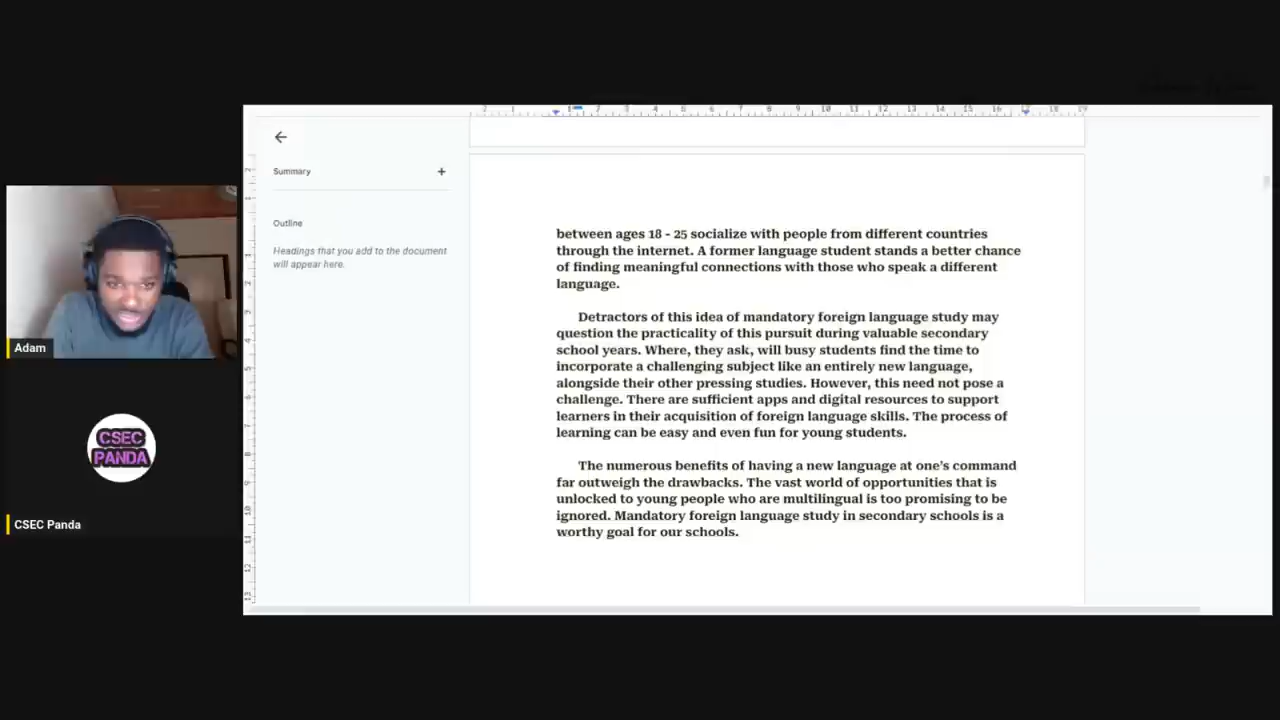 Summary
+
Outline
Headings that you add to the document
will appear here.
between ages 18 - 25 socialize with people from different countries
through the internet. A former language student stands a better chance
of finding meaningful connections with those who speak a different
language.
Detractors of this idea of mandatory foreign language study may
question the practicality of this pursuit during valuable secondary
school years. Where, they ask, will busy students find the time to
incorporate a challenging subject like an entirely new language,
alongside their other pressing studies. However, this need not pose a
challenge. There are sufficient apps and digital resources to support
learners in their acquisition of foreign language skills. The process of
learning can be easy and even fun for young students.
The numerous benefits of having a new language at one’s command
far outweigh the drawbacks. The vast world of opportunities that is
unlocked to young people who are multilingual is too promising to be
ignored. Mandatory foreign language study in secondary schools is a
worthy goal for our schools.
Adam
CSEC
PANDA
CSEC Panda